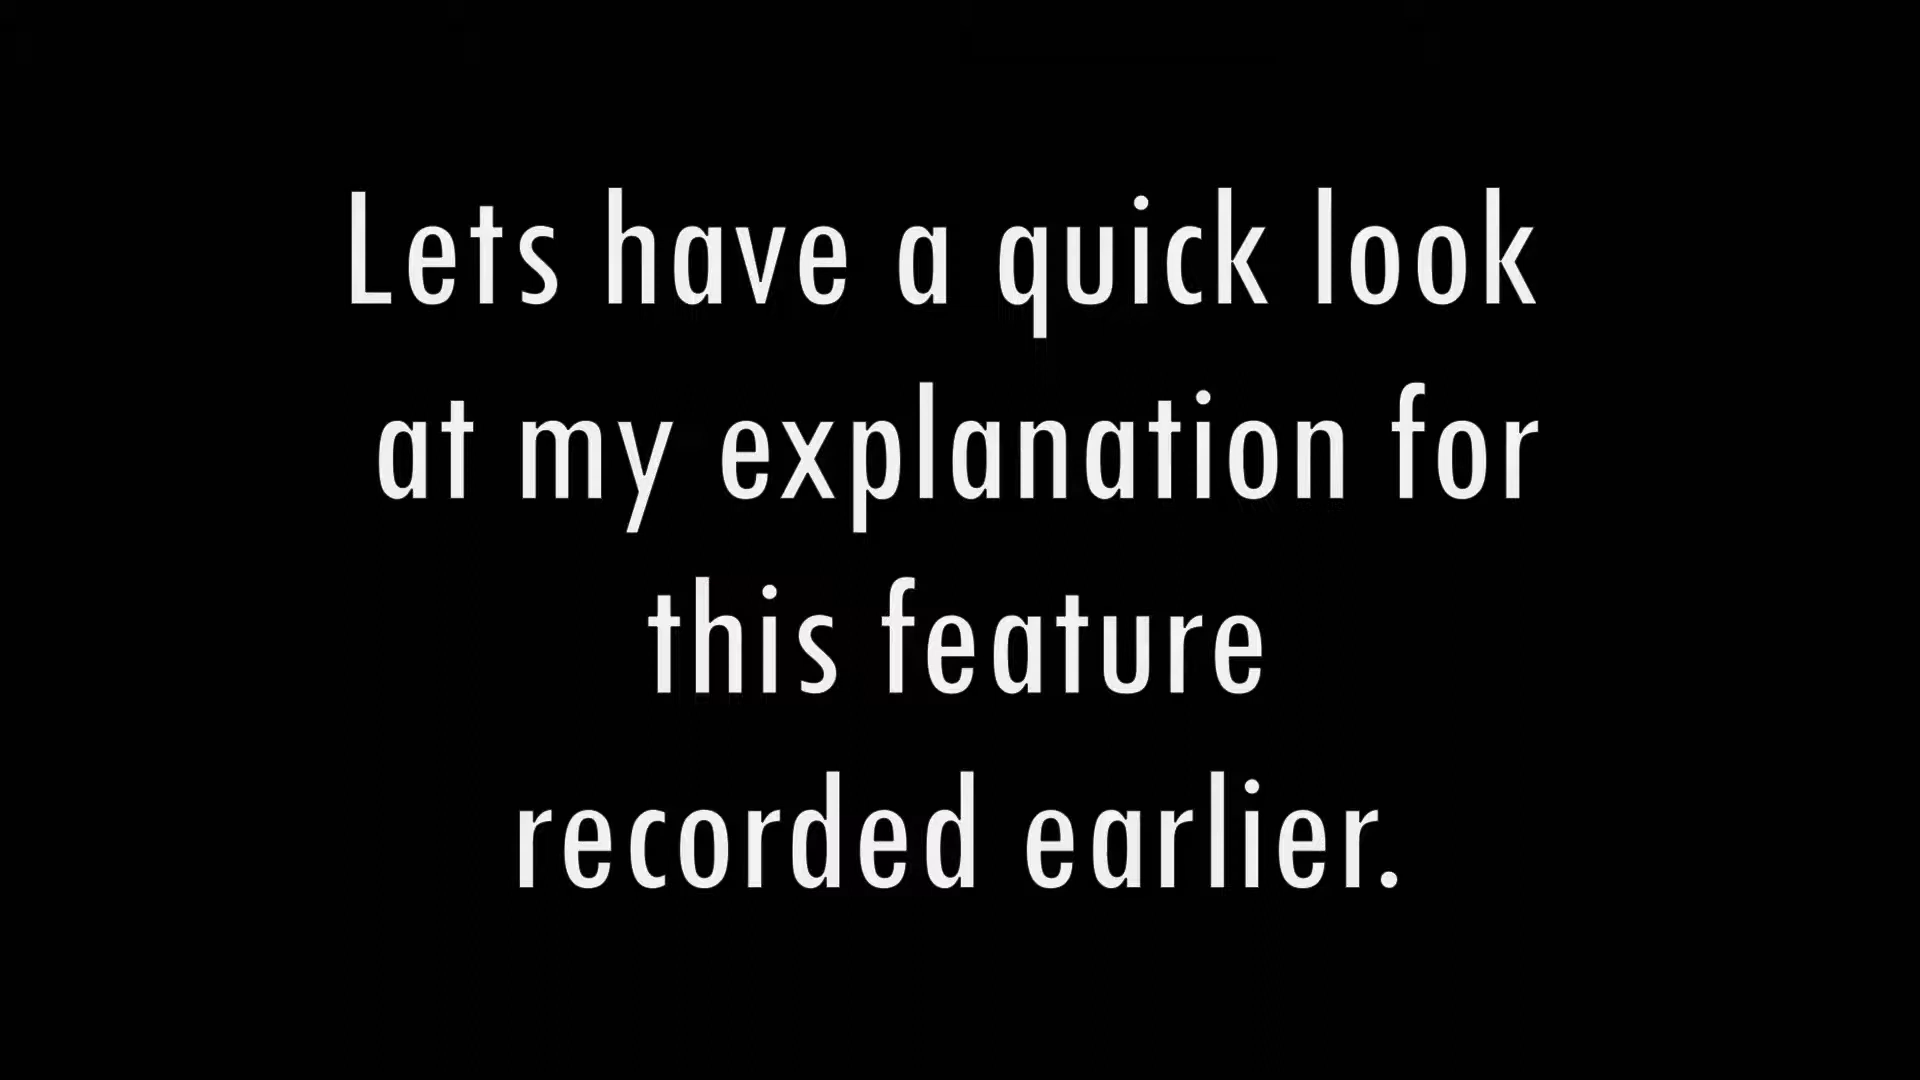 Lets have a quick look
at my explanation for
this feature
recorded earlier.